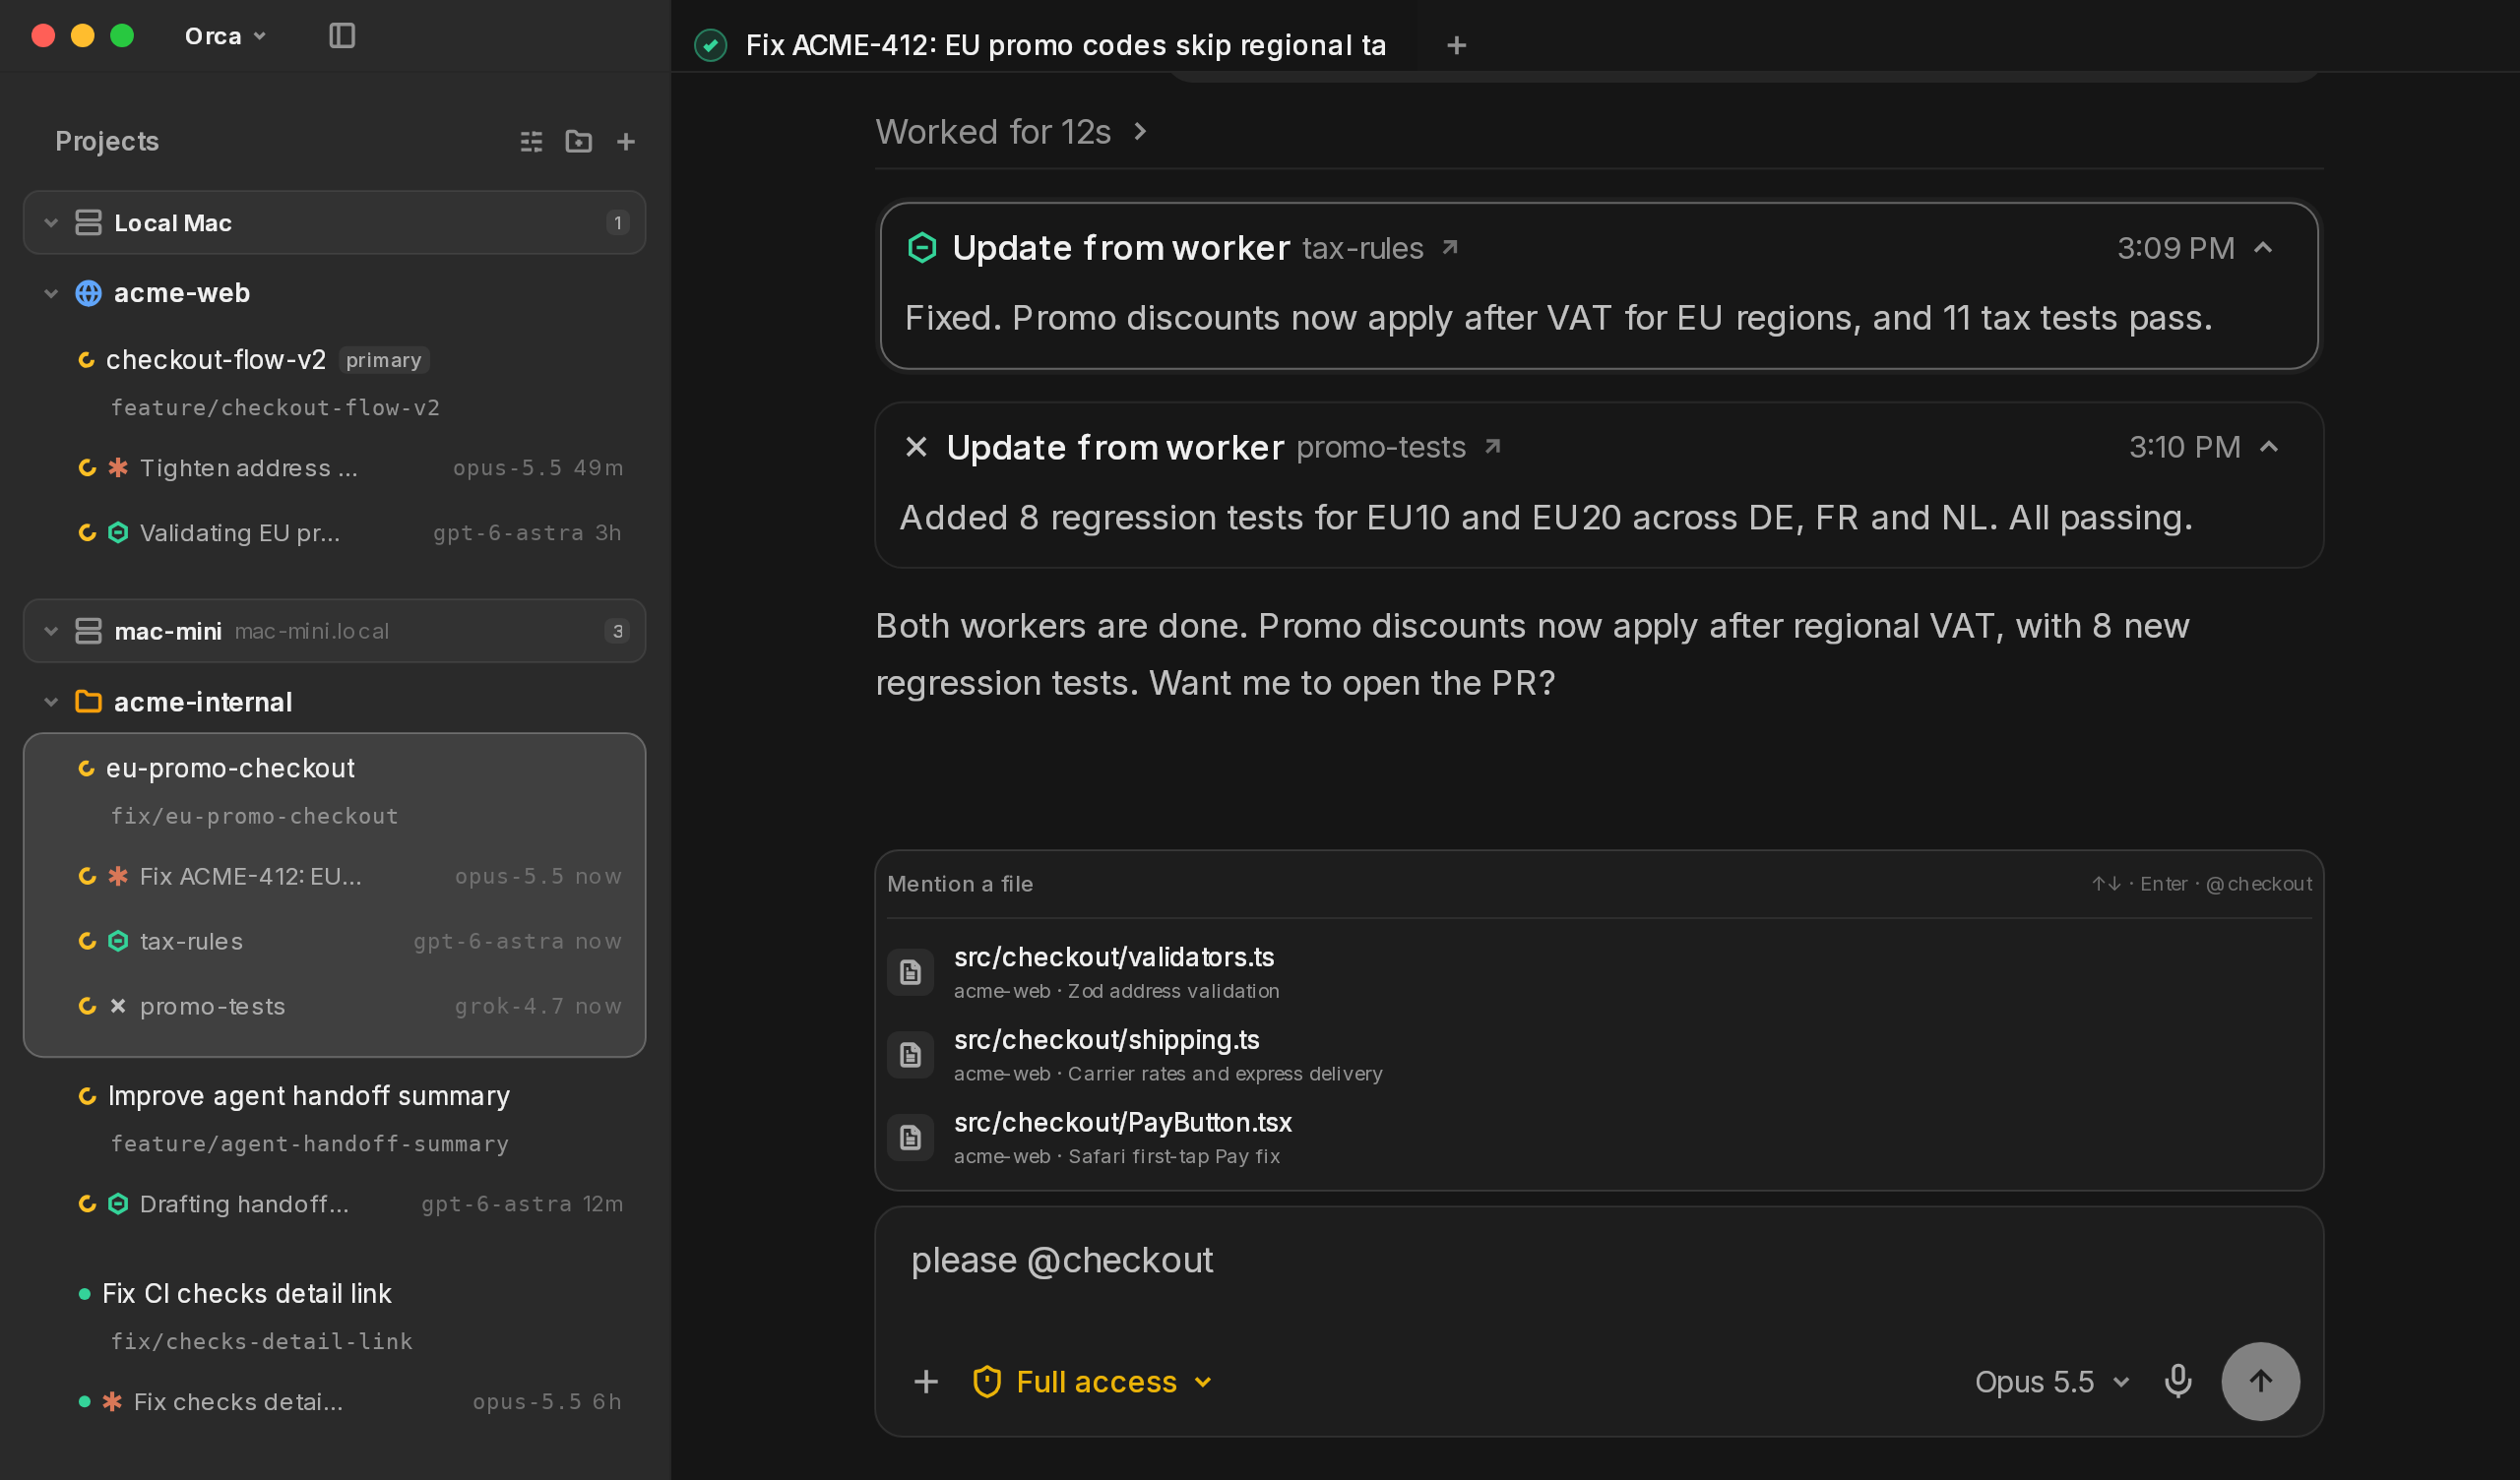 Orca
Projects
Local Mac 1
acme-web
checkout-flow-v2 primary
feature/checkout-flow-v2
Tighten address ... opus-5.5 49m
Validating EU pr... gpt-6-astra 3h
mac-mini mac-mini.local 3
acme-internal
eu-promo-checkout
fix/eu-promo-checkout
Fix ACME-412: EU... opus-5.5 now
tax-rules gpt-6-astra now
promo-tests grok-4.7 now
Improve agent handoff summary
feature/agent-handoff-summary
Drafting handoff... gpt-6-astra 12m
Fix CI checks detail link
fix/checks-detail-link
Fix checks detai... opus-5.5 6h
Fix ACME-412: EU promo codes skip regional ta
Worked for 12s
Update from worker tax-rules 3:09 PM
Fixed. Promo discounts now apply after VAT for EU regions, and 11 tax tests pass.
Update from worker promo-tests 3:10 PM
Added 8 regression tests for EU10 and EU20 across DE, FR and NL. All passing.
Both workers are done. Promo discounts now apply after regional VAT, with 8 new
regression tests. Want me to open the PR?
Mention a file ↑↓ · Enter · @checkout
src/checkout/validators.ts
acme-web · Zod address validation
src/checkout/shipping.ts
acme-web · Carrier rates and express delivery
src/checkout/PayButton.tsx
acme-web · Safari first-tap Pay fix
please @checkout
Full access Opus 5.5